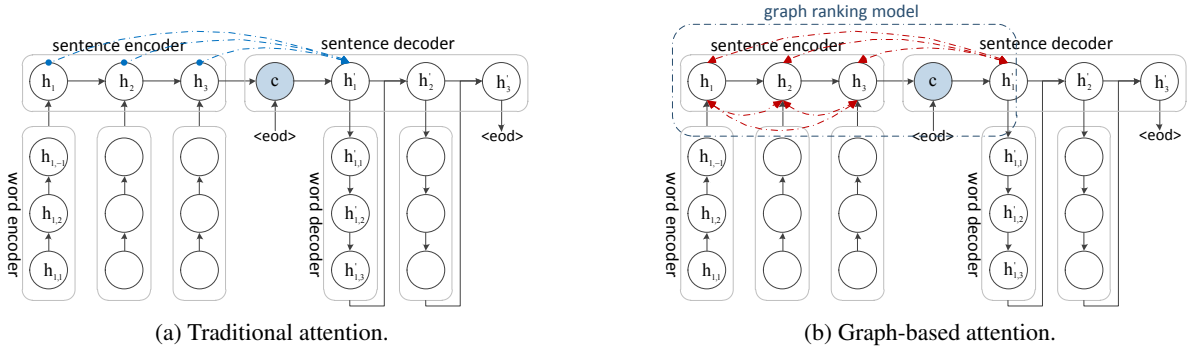 graph ranking model
sentence encoder
sentence decoder
h1
h2
h3
c
h'1
h'2
h'3
<eod>
<eod>
word encoder
h1,-1
h1,2
h1,1
word decoder
h'1,1
h'1,2
h'1,3
(a) Traditional attention.
sentence encoder
sentence decoder
h1
h2
h3
c
h'1
h'2
h'3
<eod>
<eod>
word encoder
h1,-1
h1,2
h1,1
word decoder
h'1,1
h'1,2
h'1,3
(b) Graph-based attention.